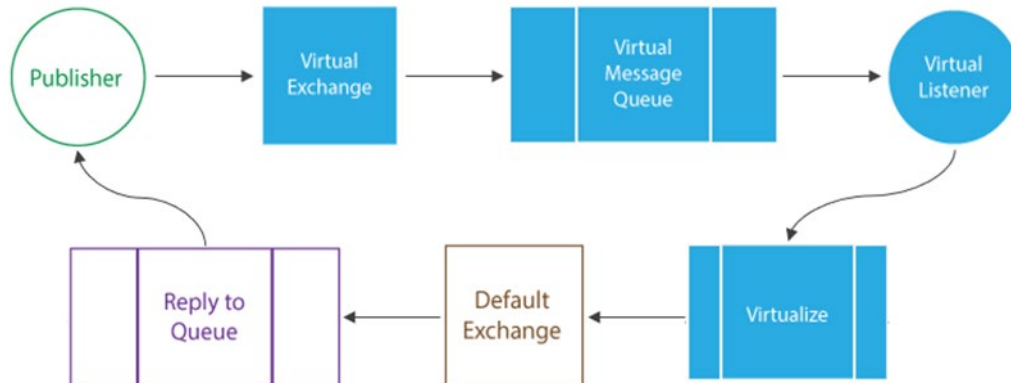 Publisher
Virtual
Exchange
Virtual
Message
Queue
Virtual
Listener
Reply to
Queue
Default
Exchange
Virtualize